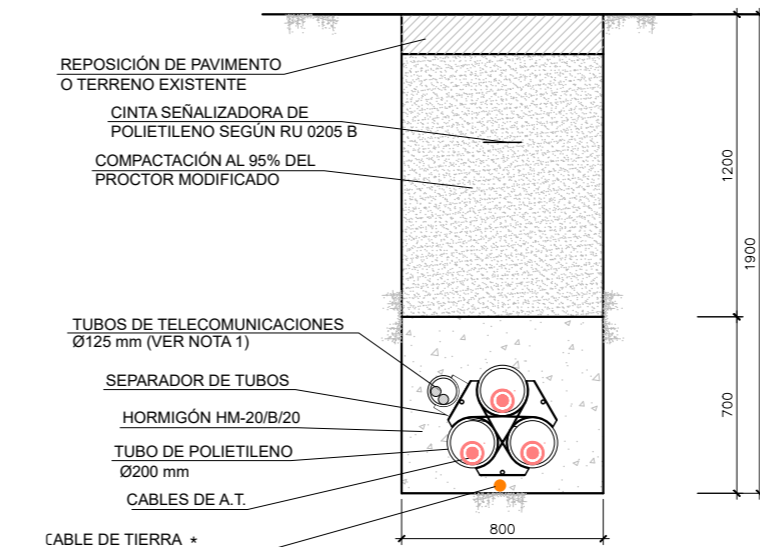 REPOSICIÓN DE PAVIMENTO
O TERRENO EXISTENTE
CINTA SEÑALIZADORA DE
POLIETILENO SEGÚN RU 0205 B
COMPACTACIÓN AL 95% DEL
PROCTOR MODIFICADO
1200
1900
TUBOS DE TELECOMUNICACIONES
Ø125 mm (VER NOTA 1)
SEPARADOR DE TUBOS
HORMIGÓN HM-20/B/20
700
TUBO DE POLIETILENO
Ø200 mm
CABLES DE A.T.
CABLE DE TIERRA *
800